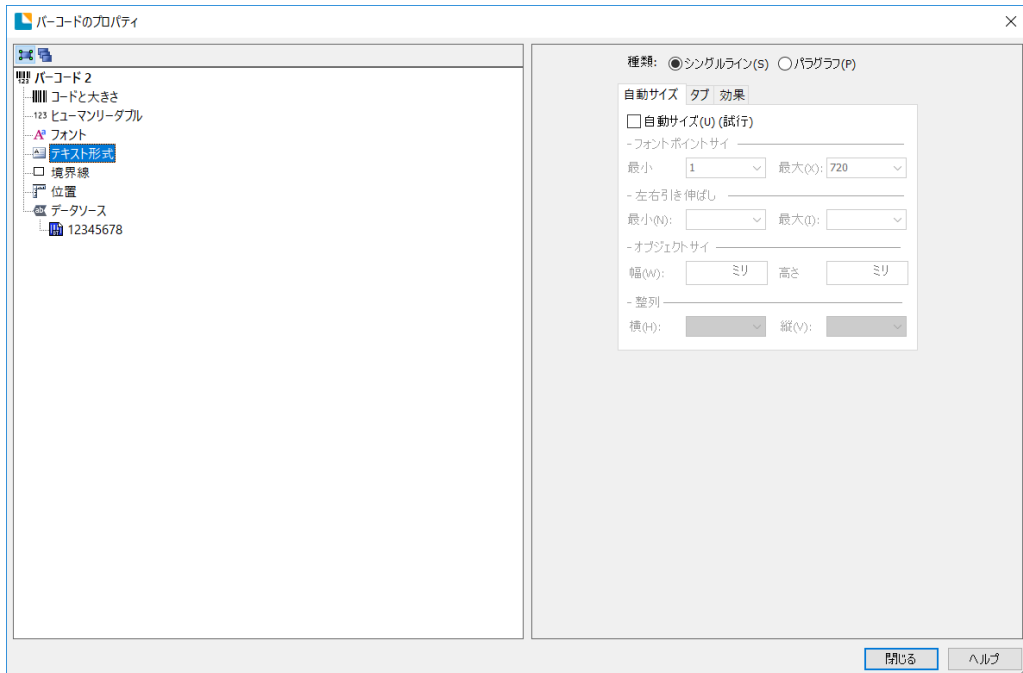 バーコードのプロパティ
バーコード 2
コードと大きさ
ヒューマンリーダブル
フォント
テキスト形式
境界線
位置
データソース
12345678
種類: シングルライン(S) パラグラフ(P)
自動サイズ タブ 効果
自動サイズ(U) (試行)
フォントポイントサイ
最小 1 最大(X): 720
左右引き伸ばし
最小(N): 最大(I):
オブジェクトサイ
幅(W): ミリ 高さ ミリ
整列
横(H): 縦(V):
閉じる ヘルプ